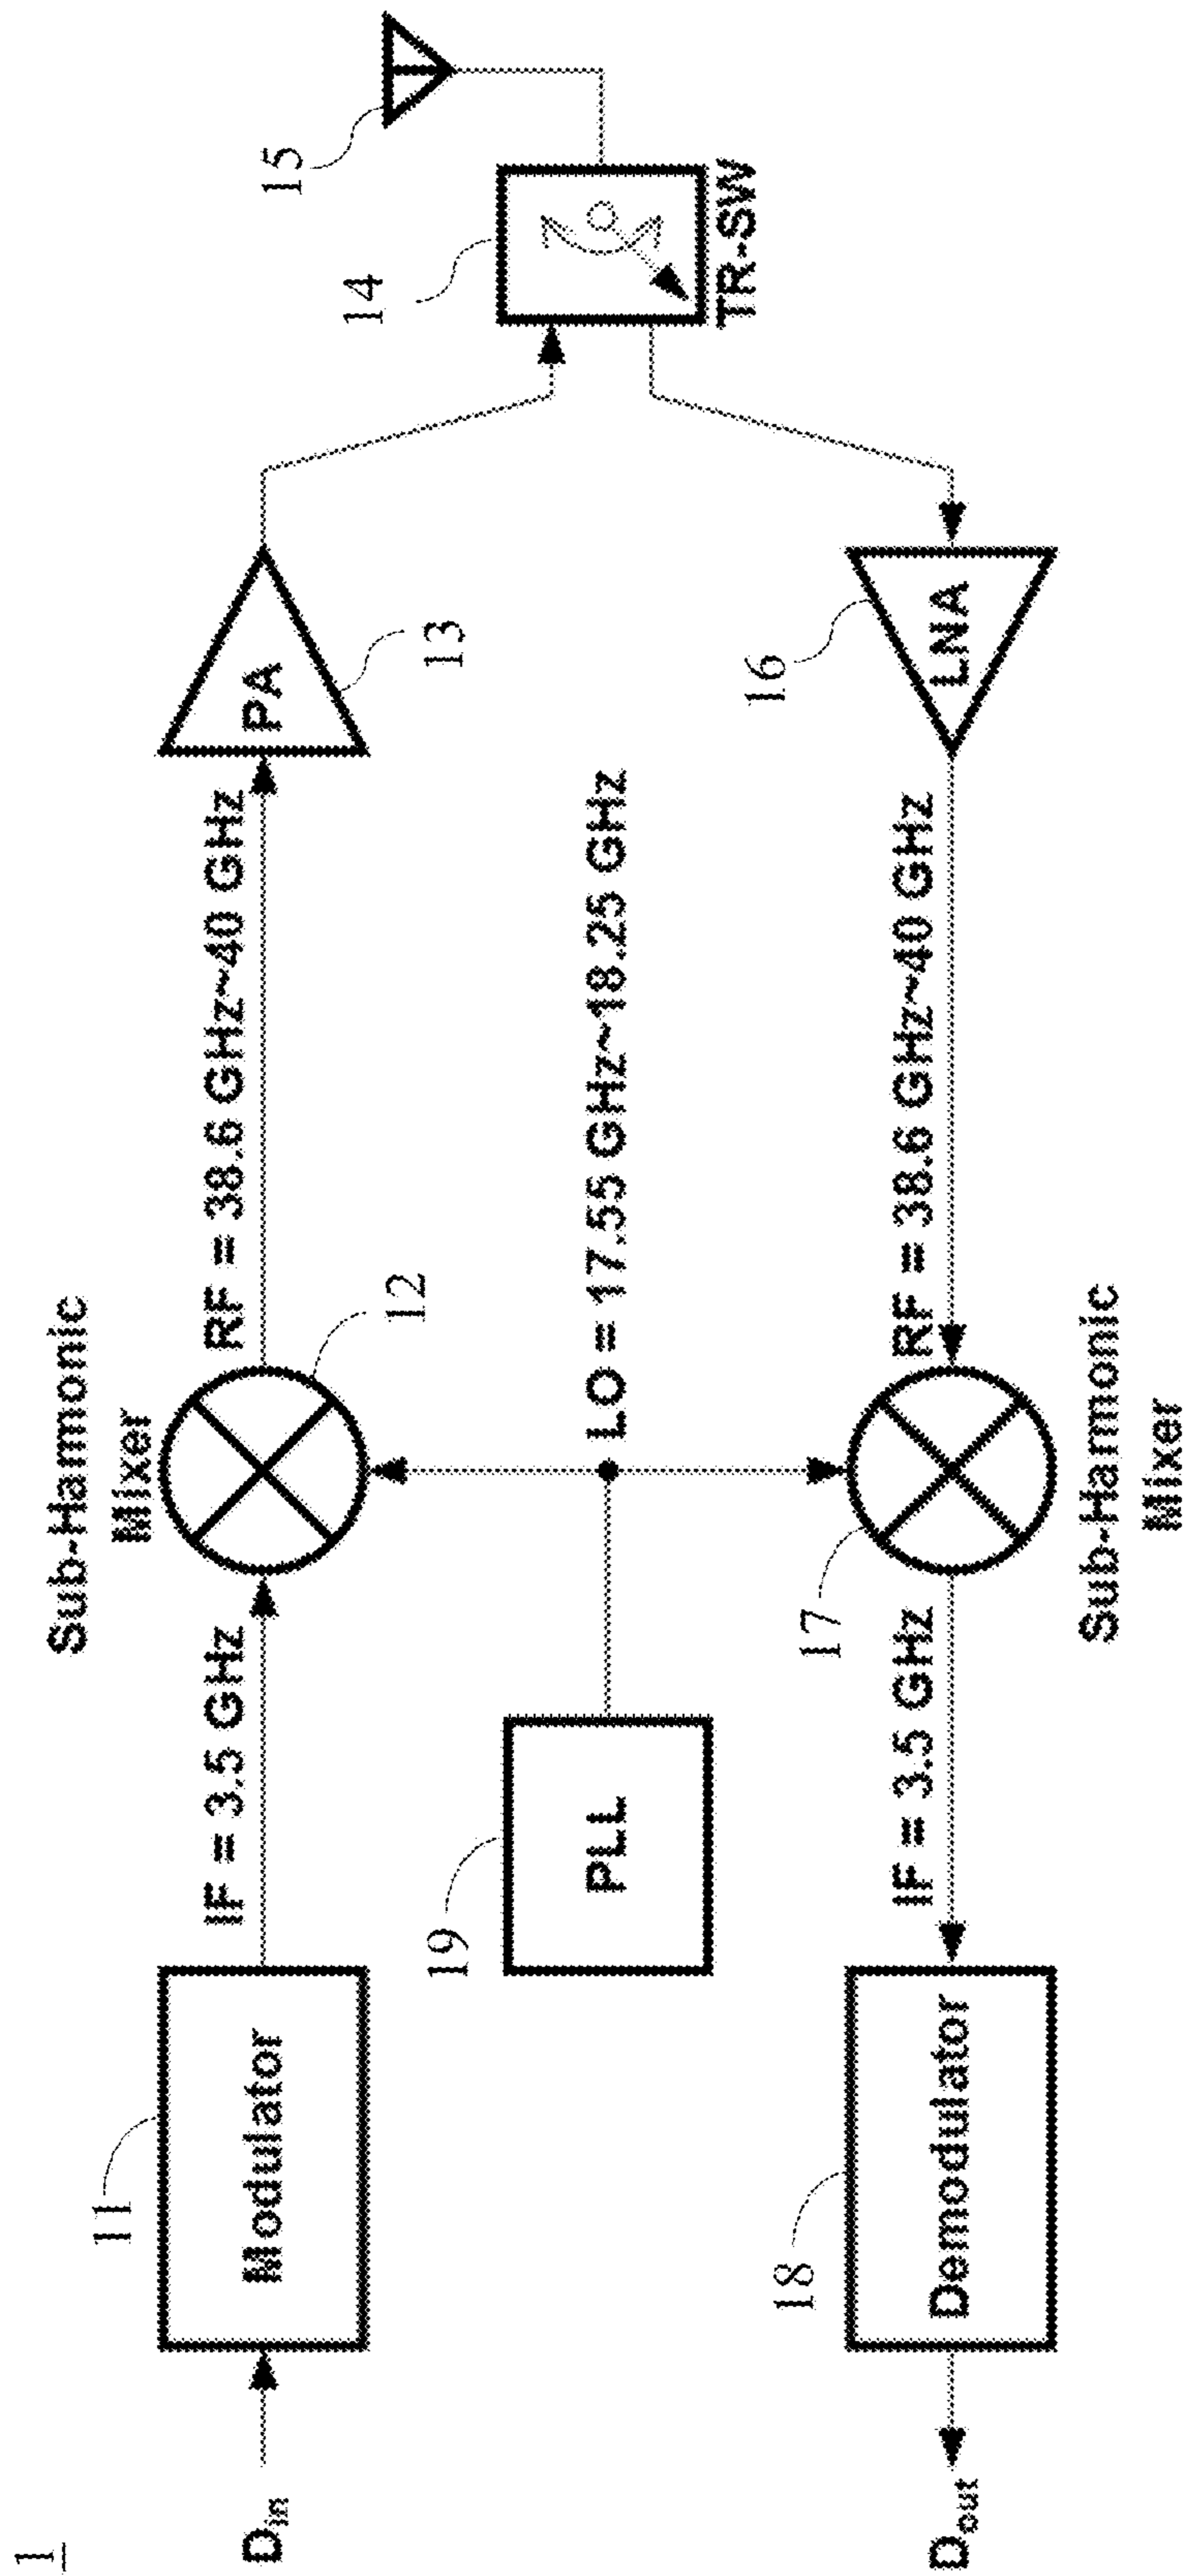 1
Sub-Harmonic
Mixer
11
12
15
D_in
Modulator
IF = 3.5 GHz
RF = 38.6 GHz~40 GHz
PA
13
14
19
PLL
LO = 17.55 GHz~18.25 GHz
TR-SW
18
17
16
D_out
Demodulator
IF = 3.5 GHz
RF = 38.6 GHz~40 GHz
LNA
Sub-Harmonic
Mixer